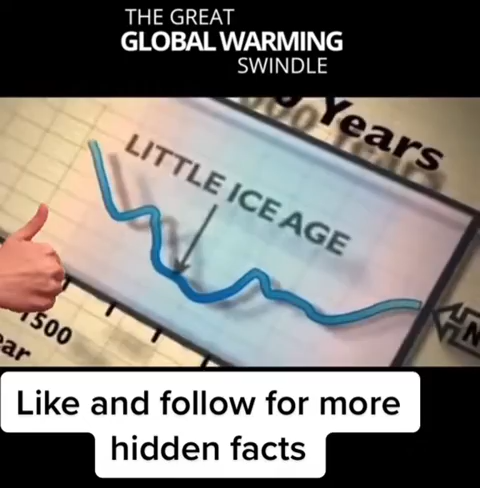 THE GREAT
GLOBAL WARMING
SWINDLE
Years
LITTLE ICE AGE
1500
Like and follow for more
hidden facts